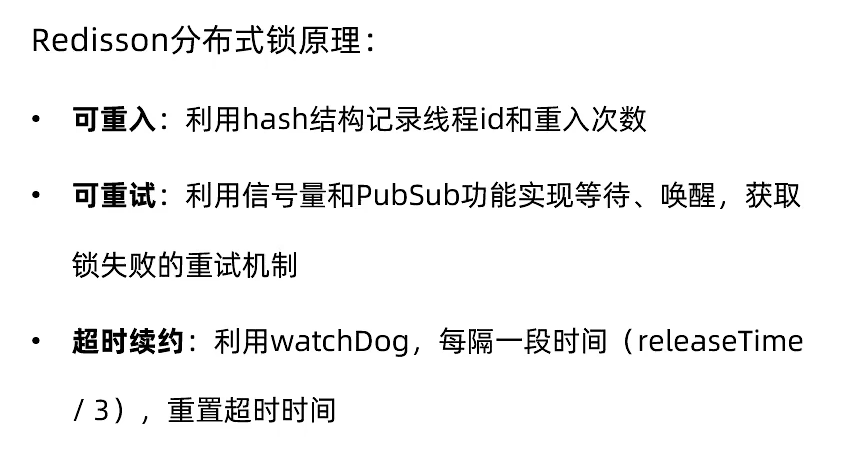 Redisson分布式锁原理：
• 可重入：利用hash结构记录线程id和重入次数
• 可重试：利用信号量和PubSub功能实现等待、唤醒，获取
锁失败的重试机制
• 超时续约：利用watchDog，每隔一段时间（releaseTime
/ 3），重置超时时间